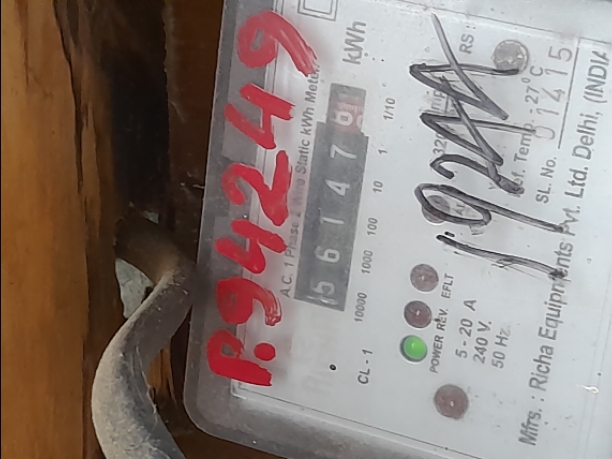 P.94249
A.C. 1 Phase 2 Wire Static kWh Meter
5 6 1 4 7 8 kWh
10000 1000 100 10 1 1/10
CL - 1
RS :
POWER REV. EFLT
5 - 20 A
240 V.
50 Hz.
Ref. Temp. - 27°C
SL. No. 01415
Mfrs. : Richa Equipments Pvt. Ltd. Delhi, (INDIA